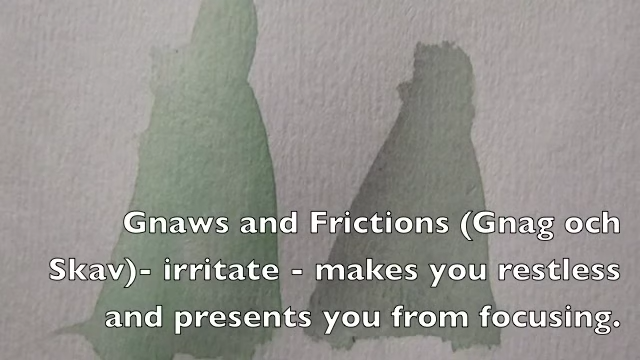 Gnaws and Frictions (Gnag och
Skav)- irritate - makes you restless
and presents you from focusing.